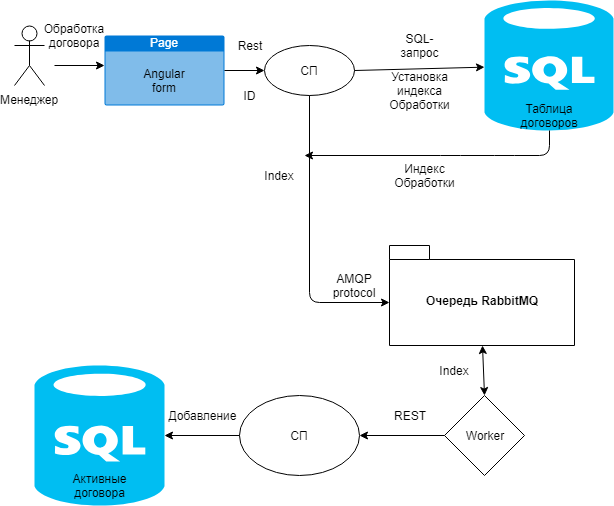 Обработка
договора
Менеджер
Page
Angular
form
Rest
ID
СП
SQL-
запрос
Установка
индекса
Обработки
SQL
Таблица
договоров
Index
Индекс
Обработки
AMQP
protocol
Очередь RabbitMQ
Index
Worker
REST
СП
Добавление
SQL
Активные
договора